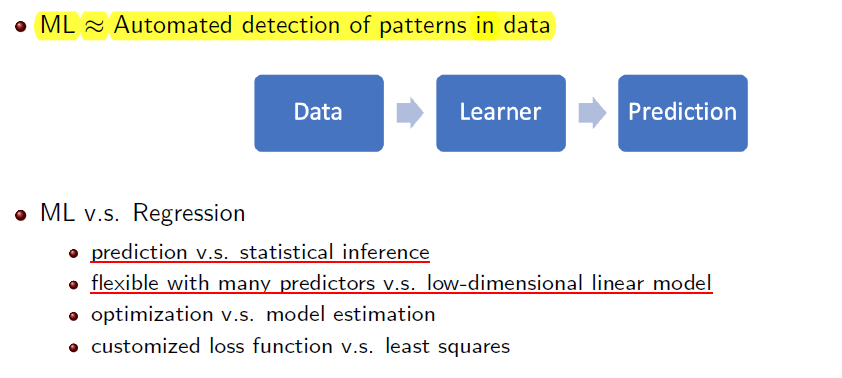 ML ≈ Automated detection of patterns in data
Data
Learner
Prediction
ML v.s. Regression
prediction v.s. statistical inference
flexible with many predictors v.s. low-dimensional linear model
optimization v.s. model estimation
customized loss function v.s. least squares